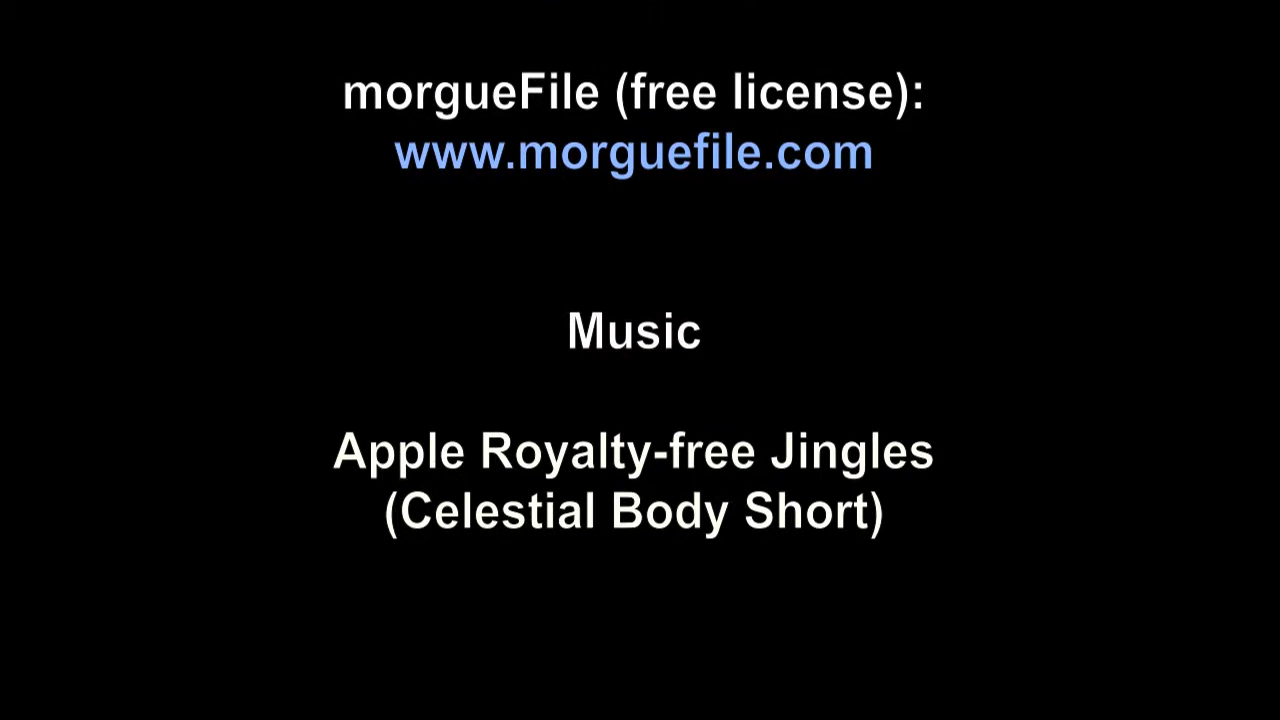 morgueFile (free license):
www.morguefile.com
Music
Apple Royalty-free Jingles
(Celestial Body Short)